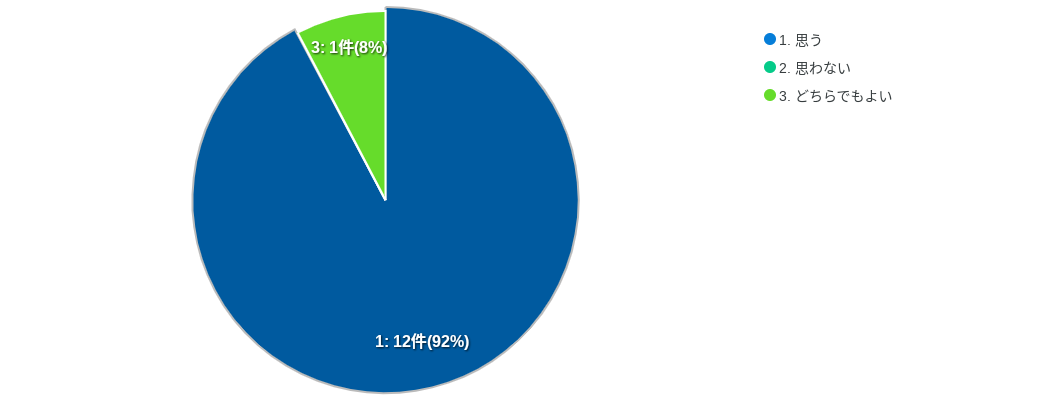 3: 1件(8%)
1: 12件(92%)
1. 思う
2. 思わない
3. どちらでもよい